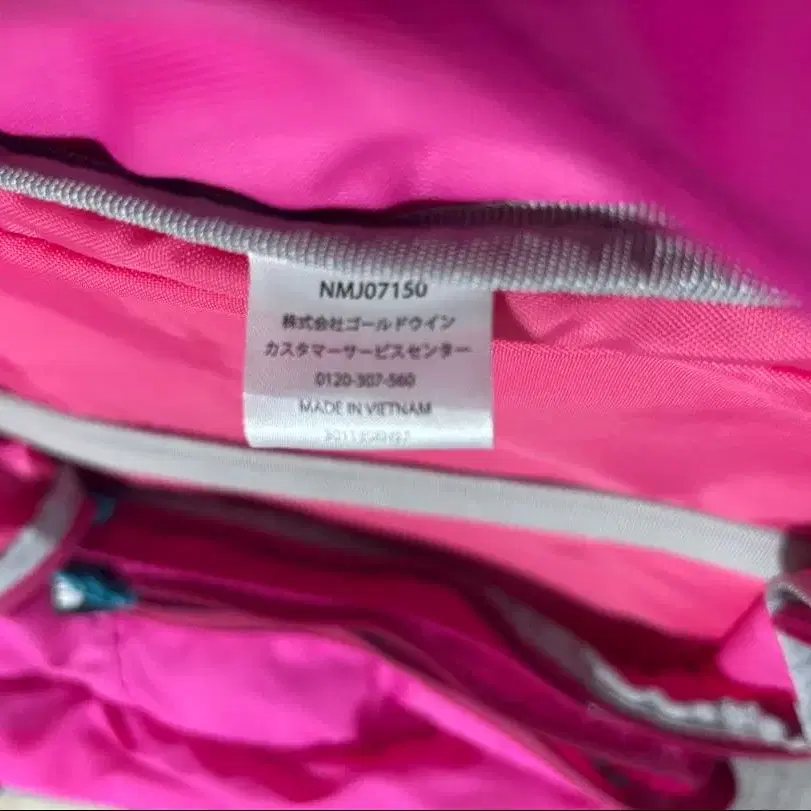 NMJ07150
株式会社ゴールドウイン
カスタマーサービスセンター
0120-307-560
MADE IN VIETNAM